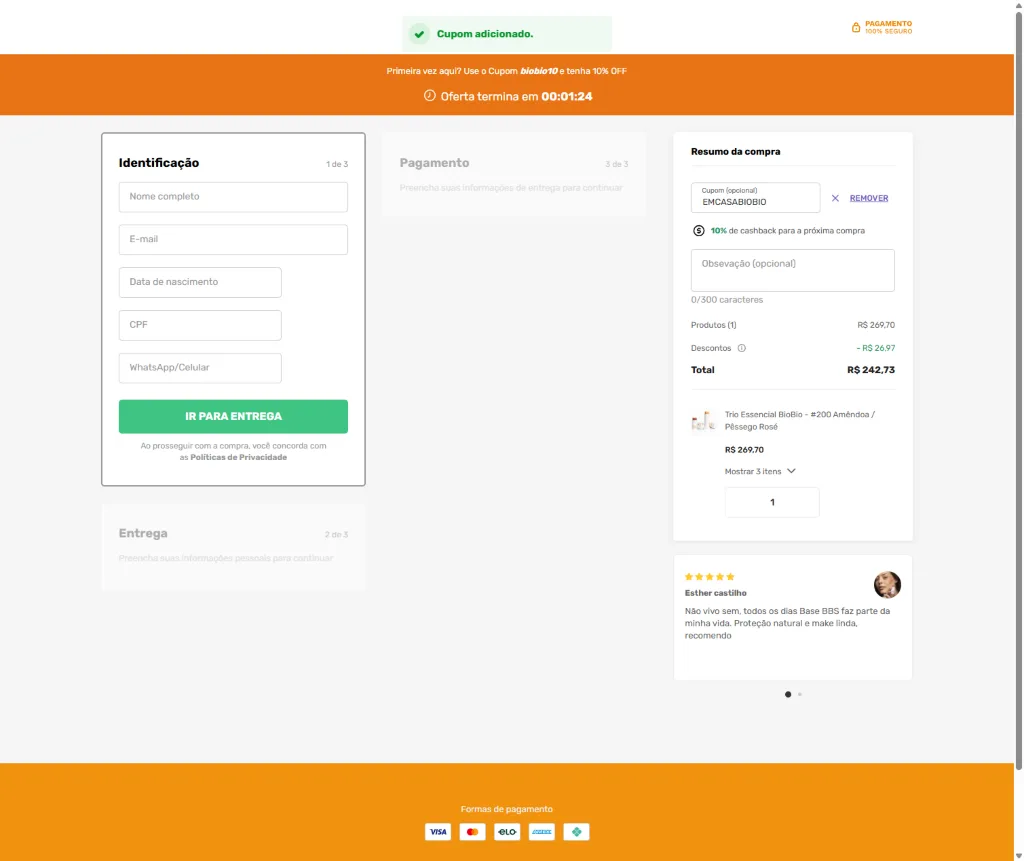 Cupom adicionado.
PAGAMENTO
100% SEGURO
Primeira vez aqui? Use o Cupom biobio10 e tenha 10% OFF
Oferta termina em 00:01:24
Identificação
1 de 3
Nome completo
E-mail
Data de nascimento
CPF
WhatsApp/Celular
IR PARA ENTREGA
Ao prosseguir com a compra, você concorda com
as Políticas de Privacidade
Entrega
2 de 3
Preencha suas informações pessoais para continuar
Pagamento
3 de 3
Preencha suas informações de entrega para continuar
Resumo da compra
Cupom (opcional)
EMCASABIOBIO
REMOVER
10% de cashback para a próxima compra
Obsevação (opcional)
0/300 caracteres
Produtos (1)
R$ 269,70
Descontos
- R$ 26,97
Total
R$ 242,73
Trio Essencial BioBio - #200 Amêndoa /
Pêssego Rosé
R$ 269,70
Mostrar 3 itens
1
Esther castilho
Não vivo sem, todos os dias Base BBS faz parte da
minha vida. Proteção natural e make linda,
recomendo
Formas de pagamento
VISA
elo